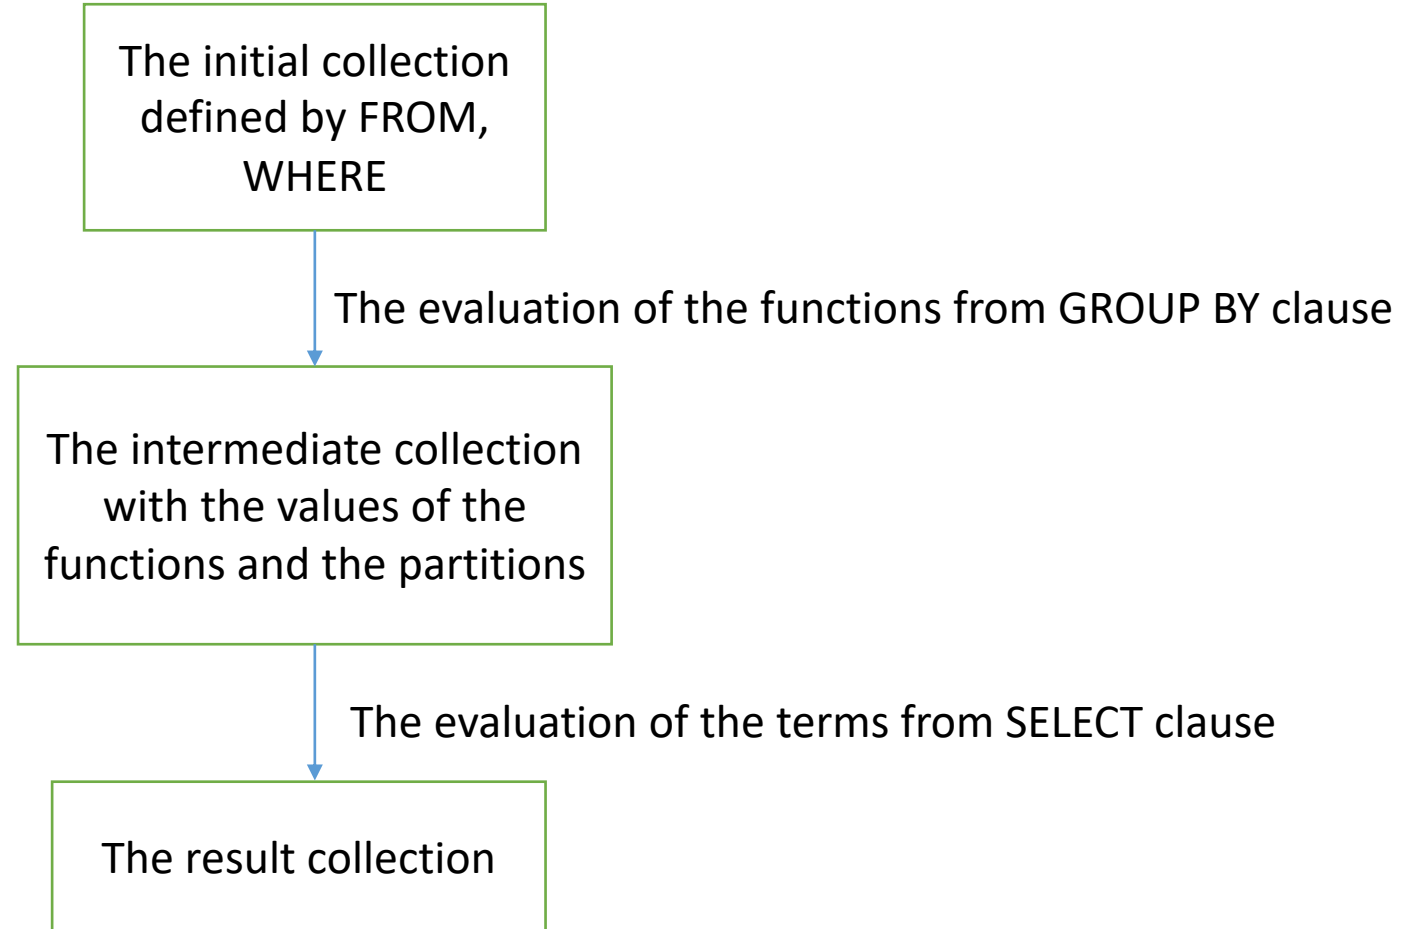 The initial collection
defined by FROM,
WHERE
The evaluation of the functions from GROUP BY clause
The intermediate collection
with the values of the
functions and the partitions
The evaluation of the terms from SELECT clause
The result collection